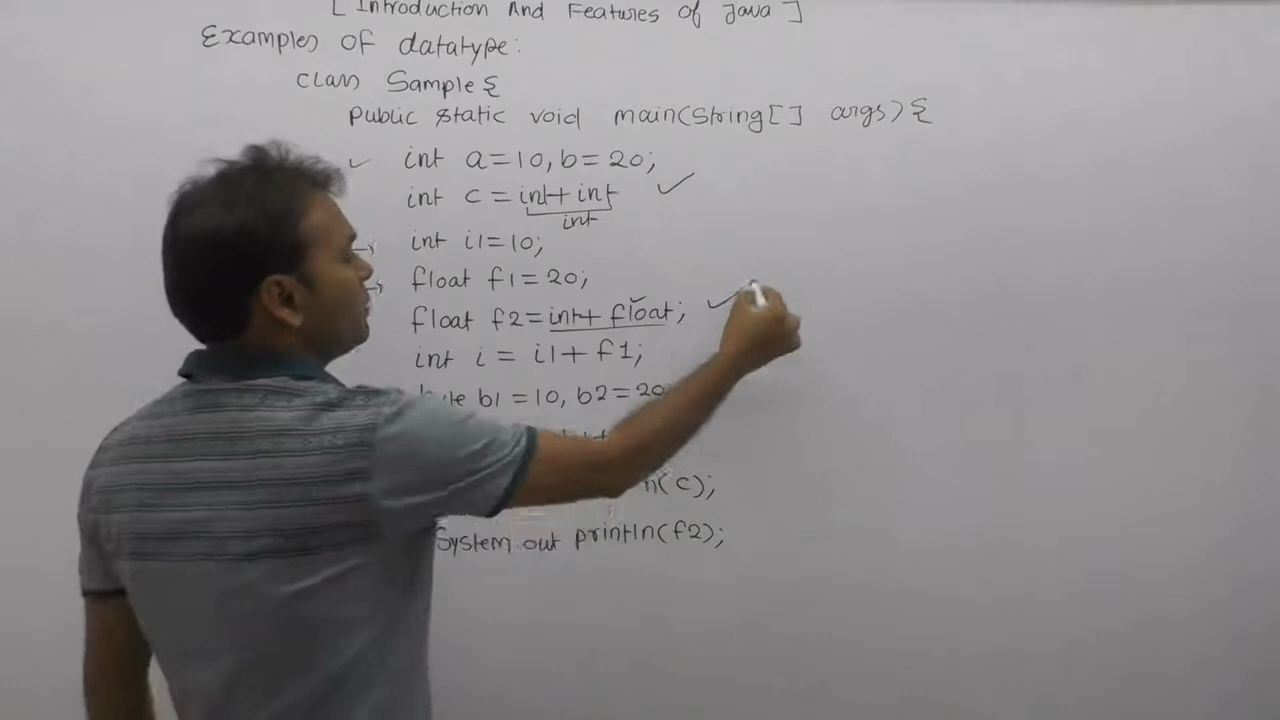 [ Introduction And Features of Java ]
Examples of datatype:
class Sample {
public static void main(String[] args) {
int a=10, b=20;
int c = int + int
int
int i1=10;
float f1=20;
float f2=int+ float;
int i = i1+ f1;
b1=10, b2=20
(c);
System out println(f2);